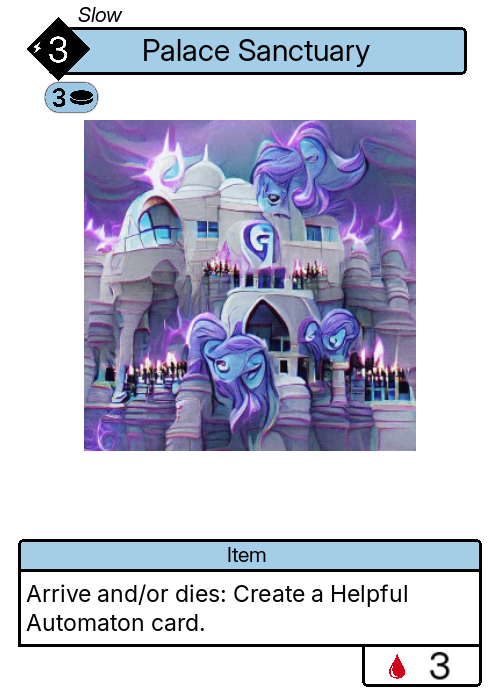 Slow
3
Palace Sanctuary
3
G
Item
Arrive and/or dies: Create a Helpful
Automaton card.
3